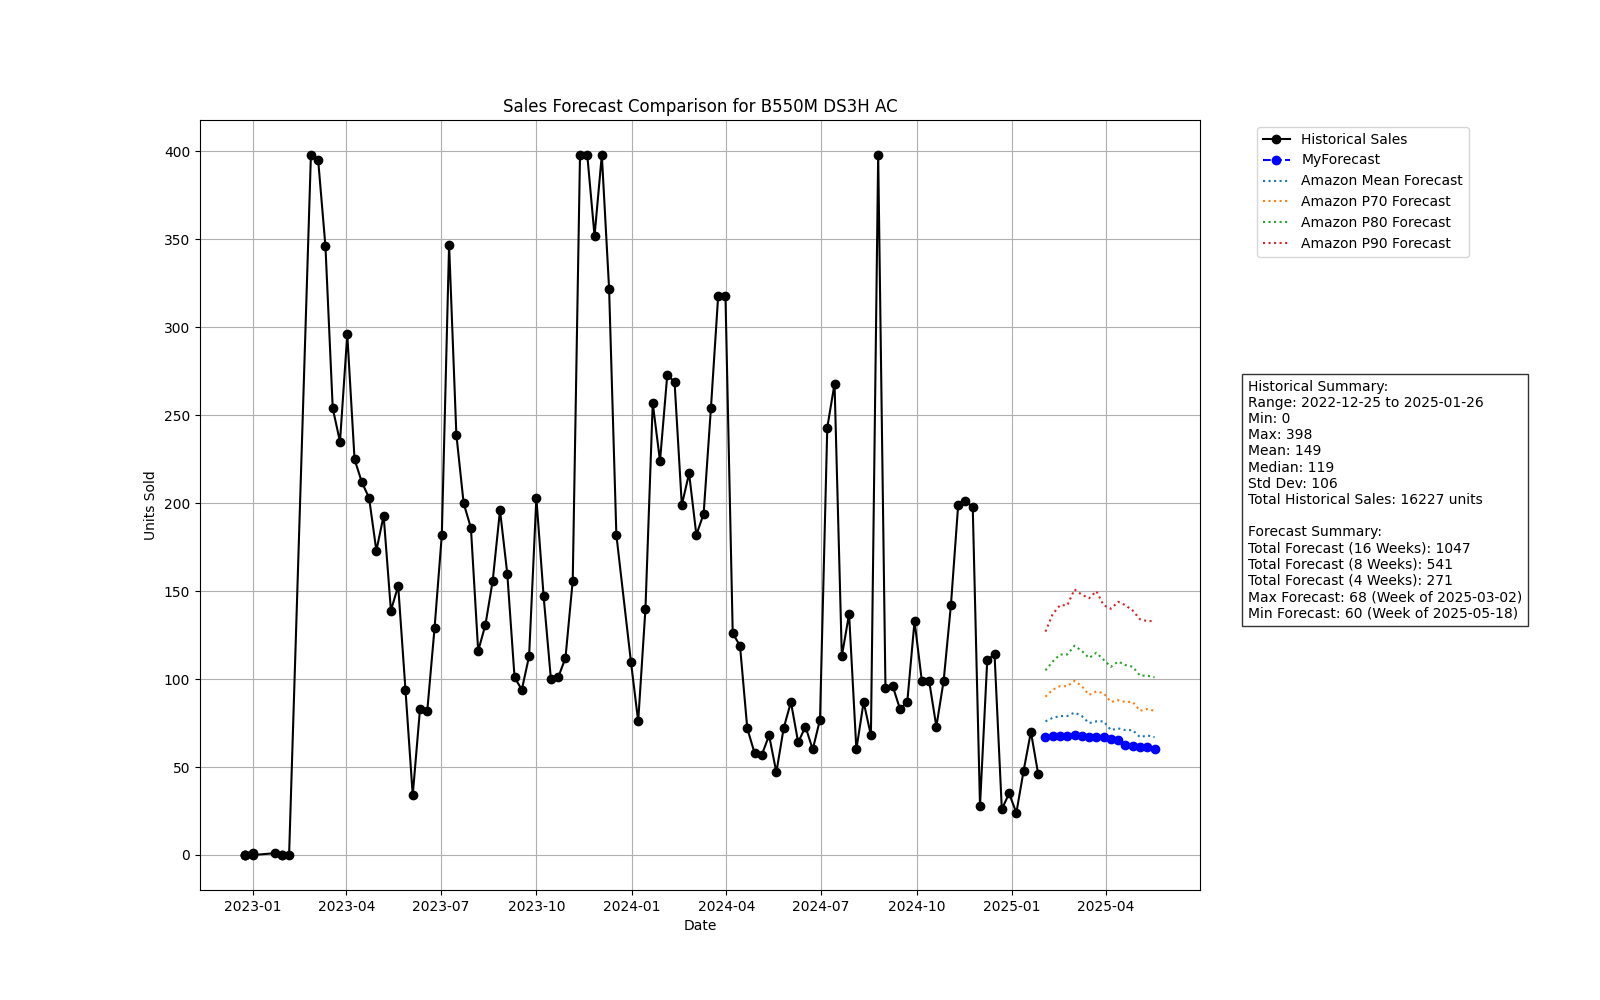 Sales Forecast Comparison for B550M DS3H AC
Historical Sales
MyForecast
Amazon Mean Forecast
Amazon P70 Forecast
Amazon P80 Forecast
Amazon P90 Forecast
400
350
300
250
200
150
100
50
0
Units Sold
Historical Summary:
Range: 2022-12-25 to 2025-01-26
Min: 0
Max: 398
Mean: 149
Median: 119
Std Dev: 106
Total Historical Sales: 16227 units
Forecast Summary:
Total Forecast (16 Weeks): 1047
Total Forecast (8 Weeks): 541
Total Forecast (4 Weeks): 271
Max Forecast: 68 (Week of 2025-03-02)
Min Forecast: 60 (Week of 2025-05-18)
2023-01 2023-04 2023-07 2023-10 2024-01 2024-04 2024-07 2024-10 2025-01 2025-04
Date